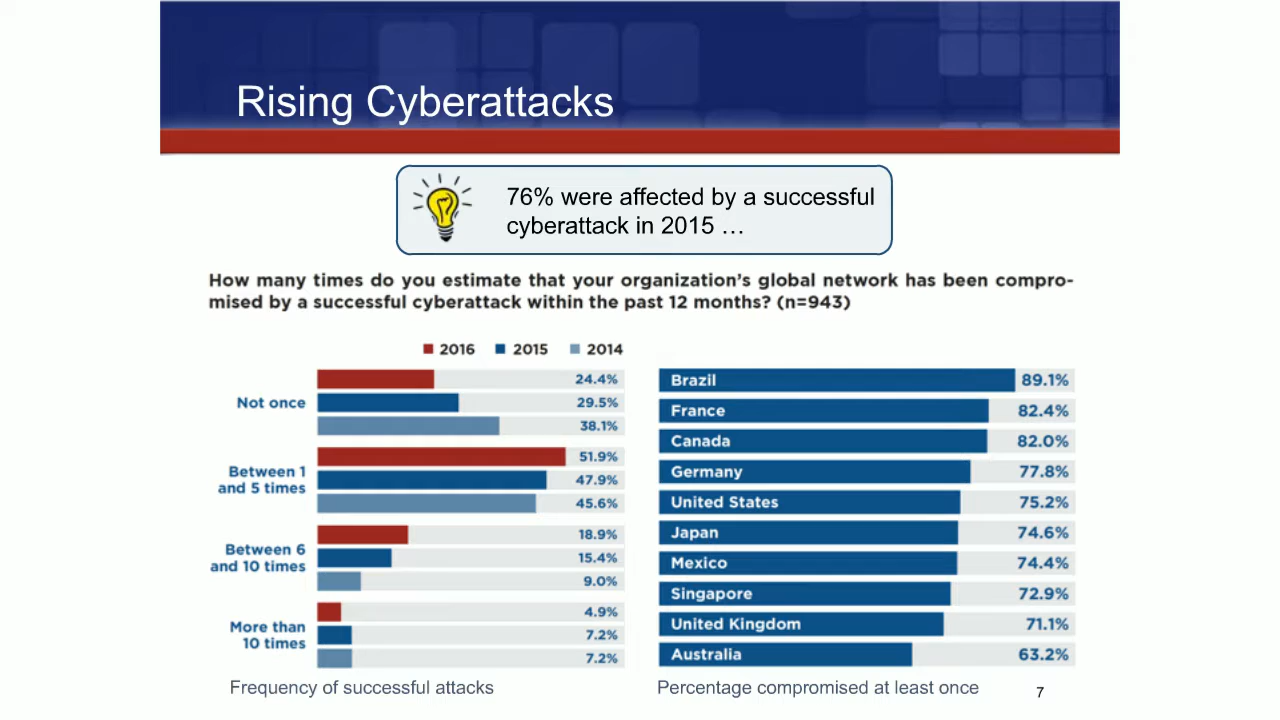 Rising Cyberattacks
76% were affected by a successful
cyberattack in 2015 …
How many times do you estimate that your organization's global network has been compro-
mised by a successful cyberattack within the past 12 months? (n=943)
2016 2015 2014
Not once
24.4%
29.5%
38.1%
Between 1
and 5 times
51.9%
47.9%
45.6%
Between 6
and 10 times
18.9%
15.4%
9.0%
More than
10 times
4.9%
7.2%
7.2%
Frequency of successful attacks
Brazil 89.1%
France 82.4%
Canada 82.0%
Germany 77.8%
United States 75.2%
Japan 74.6%
Mexico 74.4%
Singapore 72.9%
United Kingdom 71.1%
Australia 63.2%
Percentage compromised at least once
7